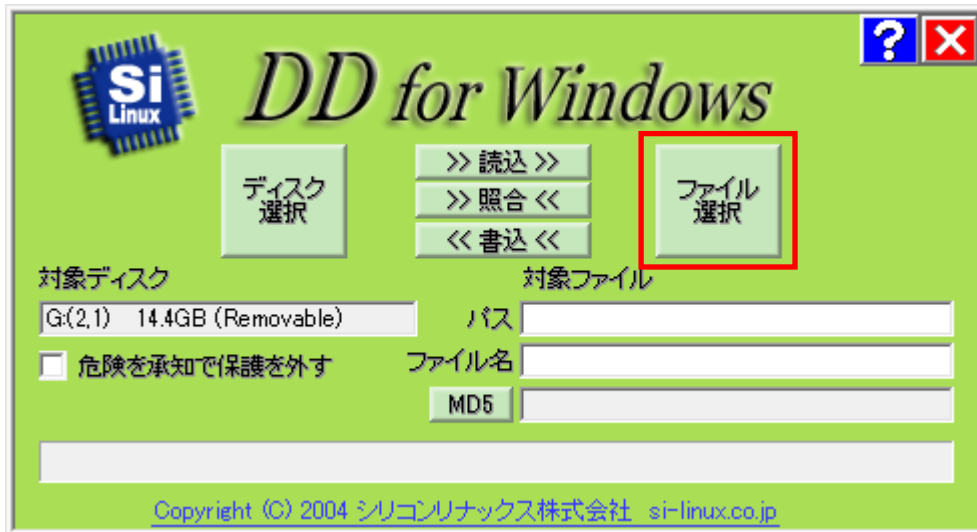 Si
Linux
DD for Windows
?
ディスク
選択
>> 読込 >>
>> 照合 <<
<< 書込 <<
ファイル
選択
対象ディスク
対象ファイル
G:(2,1) 14.4GB (Removable)
パス
危険を承知で保護を外す
ファイル名
MD5
Copyright (C) 2004 シリコンリナックス株式会社 si-linux.co.jp